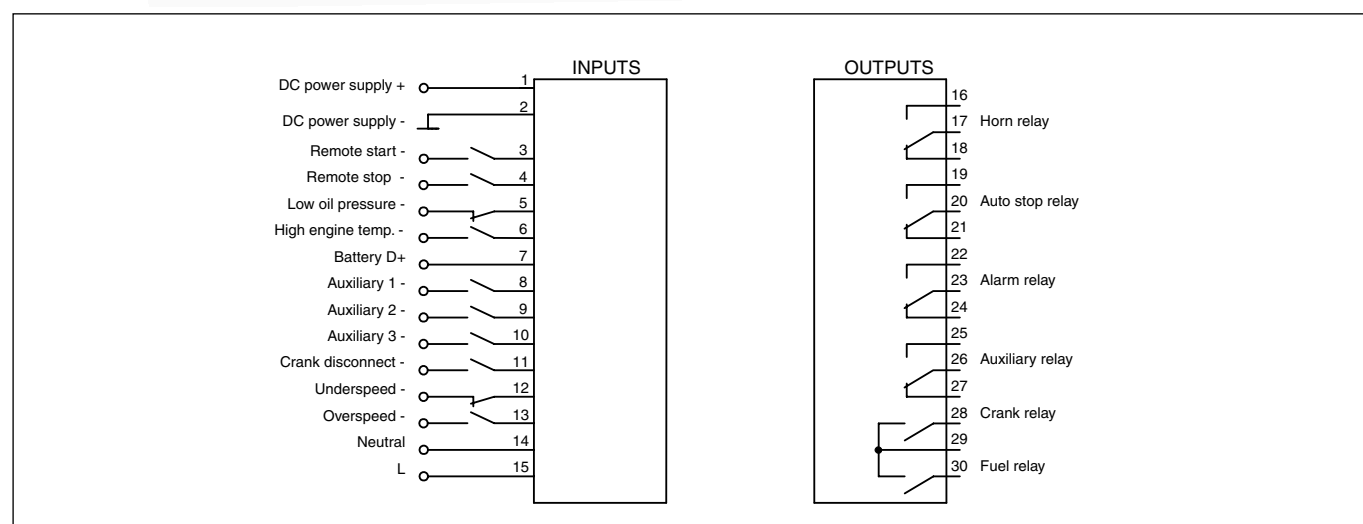 INPUTS
DC power supply + 1
2
DC power supply -
Remote start - 3
Remote stop - 4
Low oil pressure - 5
High engine temp. - 6
Battery D+ 7
Auxiliary 1 - 8
Auxiliary 2 - 9
Auxiliary 3 - 10
Crank disconnect - 11
Underspeed - 12
Overspeed - 13
Neutral 14
L 15
OUTPUTS
16
17 Horn relay
18
19
20 Auto stop relay
21
22
23 Alarm relay
24
25
26 Auxiliary relay
27
28 Crank relay
29
30 Fuel relay